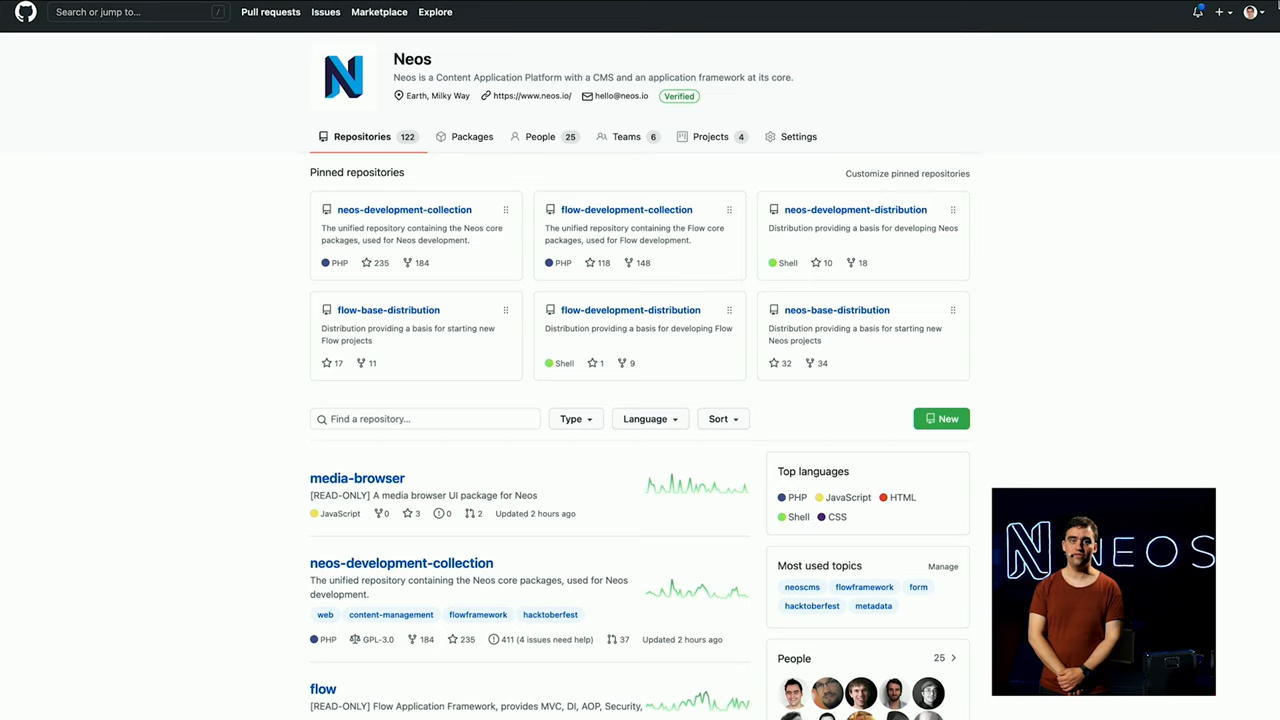 Search or jump to... /
Pull requests Issues Marketplace Explore
Neos
Neos is a Content Application Platform with a CMS and an application framework at its core.
Earth, Milky Way https://www.neos.io/ hello@neos.io Verified
Repositories 122 Packages People 25 Teams 6 Projects 4 Settings
Pinned repositories
Customize pinned repositories
neos-development-collection
The unified repository containing the Neos core
packages, used for Neos development.
PHP 235 184
flow-development-collection
The unified repository containing the Flow core
packages, used for Flow development.
PHP 118 148
neos-development-distribution
Distribution providing a basis for developing Neos
Shell 10 18
flow-base-distribution
Distribution providing a basis for starting new
Flow projects
17 11
flow-development-distribution
Distribution providing a basis for developing Flow
Shell 1 9
neos-base-distribution
Distribution providing a basis for starting new
Neos projects
32 34
Find a repository...
Type Language Sort
New
media-browser
[READ-ONLY] A media browser UI package for Neos
JavaScript 0 3 0 2 Updated 2 hours ago
neos-development-collection
The unified repository containing the Neos core packages, used for Neos
development.
web content-management flowframework hacktoberfest
PHP GPL-3.0 184 235 411 (4 issues need help) 37 Updated 2 hours ago
flow
[READ-ONLY] Flow Application Framework, provides MVC, DI, AOP, Security,
Top languages
PHP JavaScript HTML
Shell CSS
Most used topics
Manage
neoscms flowframework form
hacktoberfest metadata
People
25
N NEOS